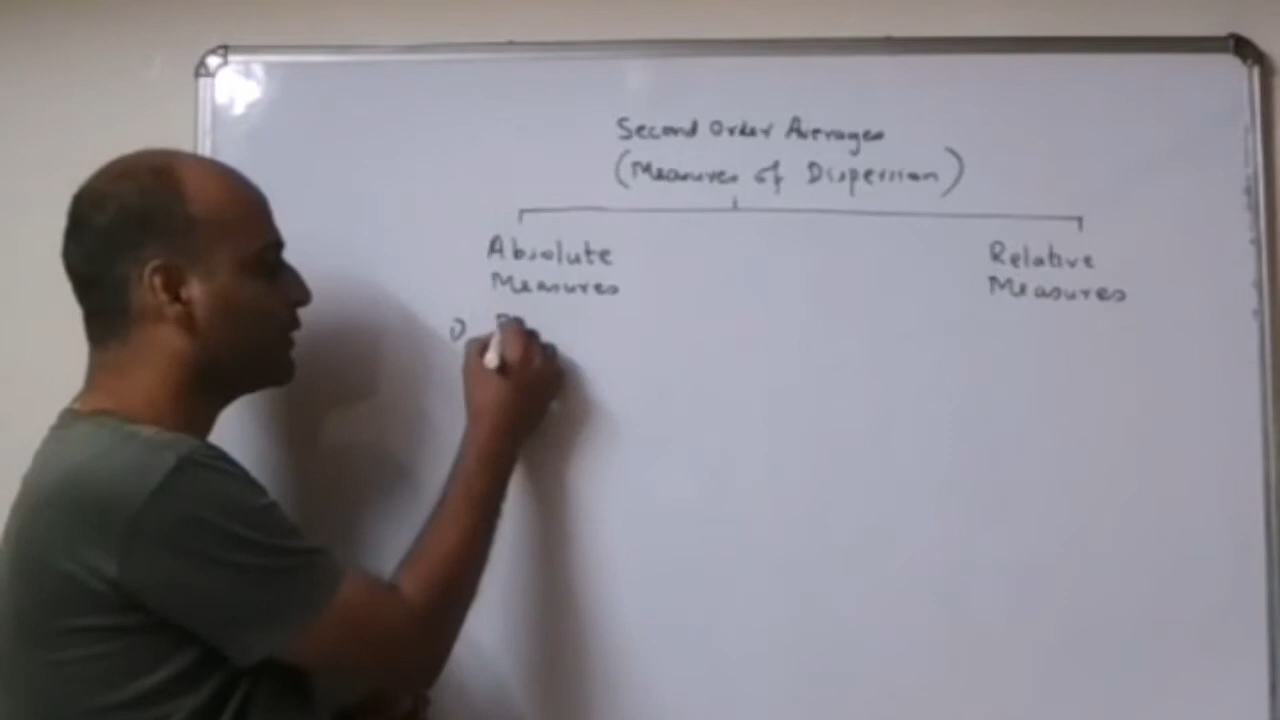 Second Order Averages
(Measures of Dispersion)
Absolute
Measures
Relative
Measures